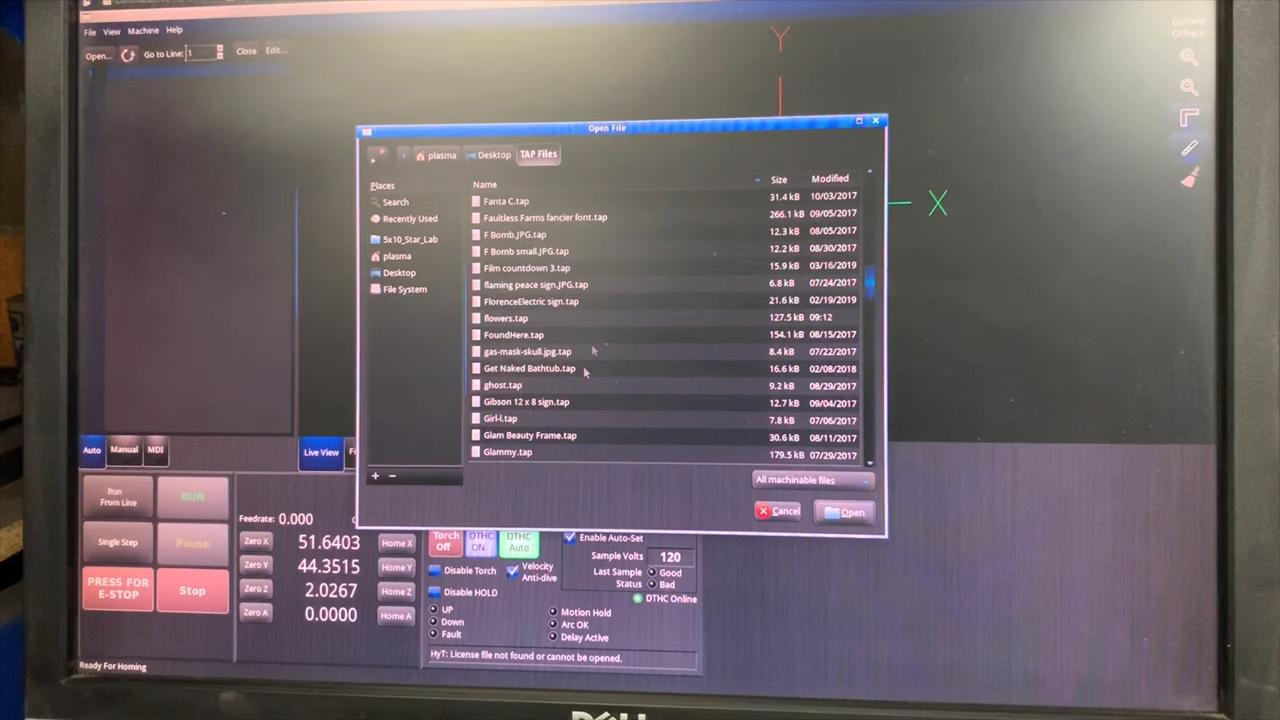 Current
Offsets
File View Machine Help
Open... Go to Line: 1 Close Edit...
1
Y
X
Open File
plasma Desktop TAP Files
Places
Search
Recently Used
5x10_Star_Lab
plasma
Desktop
File System
Name Size Modified
Fanta C.tap 31.4 kB 10/03/2017
Faultless Farms fancier font.tap 266.1 kB 09/05/2017
F Bomb.JPG.tap 12.3 kB 08/05/2017
F Bomb small.JPG.tap 12.2 kB 08/30/2017
Film countdown 3.tap 15.9 kB 03/16/2019
flaming peace sign.JPG.tap 6.8 kB 07/24/2017
FlorenceElectric sign.tap 21.6 kB 02/19/2019
flowers.tap 127.5 kB 09:12
FoundHere.tap 154.1 kB 08/15/2017
gas-mask-skull.jpg.tap 8.4 kB 07/22/2017
Get Naked Bathtub.tap 16.6 kB 02/08/2018
ghost.tap 9.2 kB 08/29/2017
Gibson 12 x 8 sign.tap 12.7 kB 09/04/2017
Girl-l.tap 7.8 kB 07/06/2017
Glam Beauty Frame.tap 30.6 kB 08/11/2017
Glammy.tap 179.5 kB 07/29/2017
+ −
All machinable files
Cancel Open
Auto Manual MDI
Live View
Run
From Line
RUN
Single Step
Pause
PRESS FOR
E-STOP
Stop
Feedrate: 0.000
Zero X 51.6403 Home X
Zero Y 44.3515 Home Y
Zero Z 2.0267 Home Z
Zero A 0.0000 Home A
Torch
Off
DTHC
ON
DTHC
Auto
Disable Torch
Velocity
Anti-dive
Disable HOLD
UP
Down
Fault
Motion Hold
Arc OK
Delay Active
Enable Auto-Set
Sample Volts 120
Last Sample
Status
Good
Bad
DTHC Online
HyT: License file not found or cannot be opened.
Ready For Homing
DELL